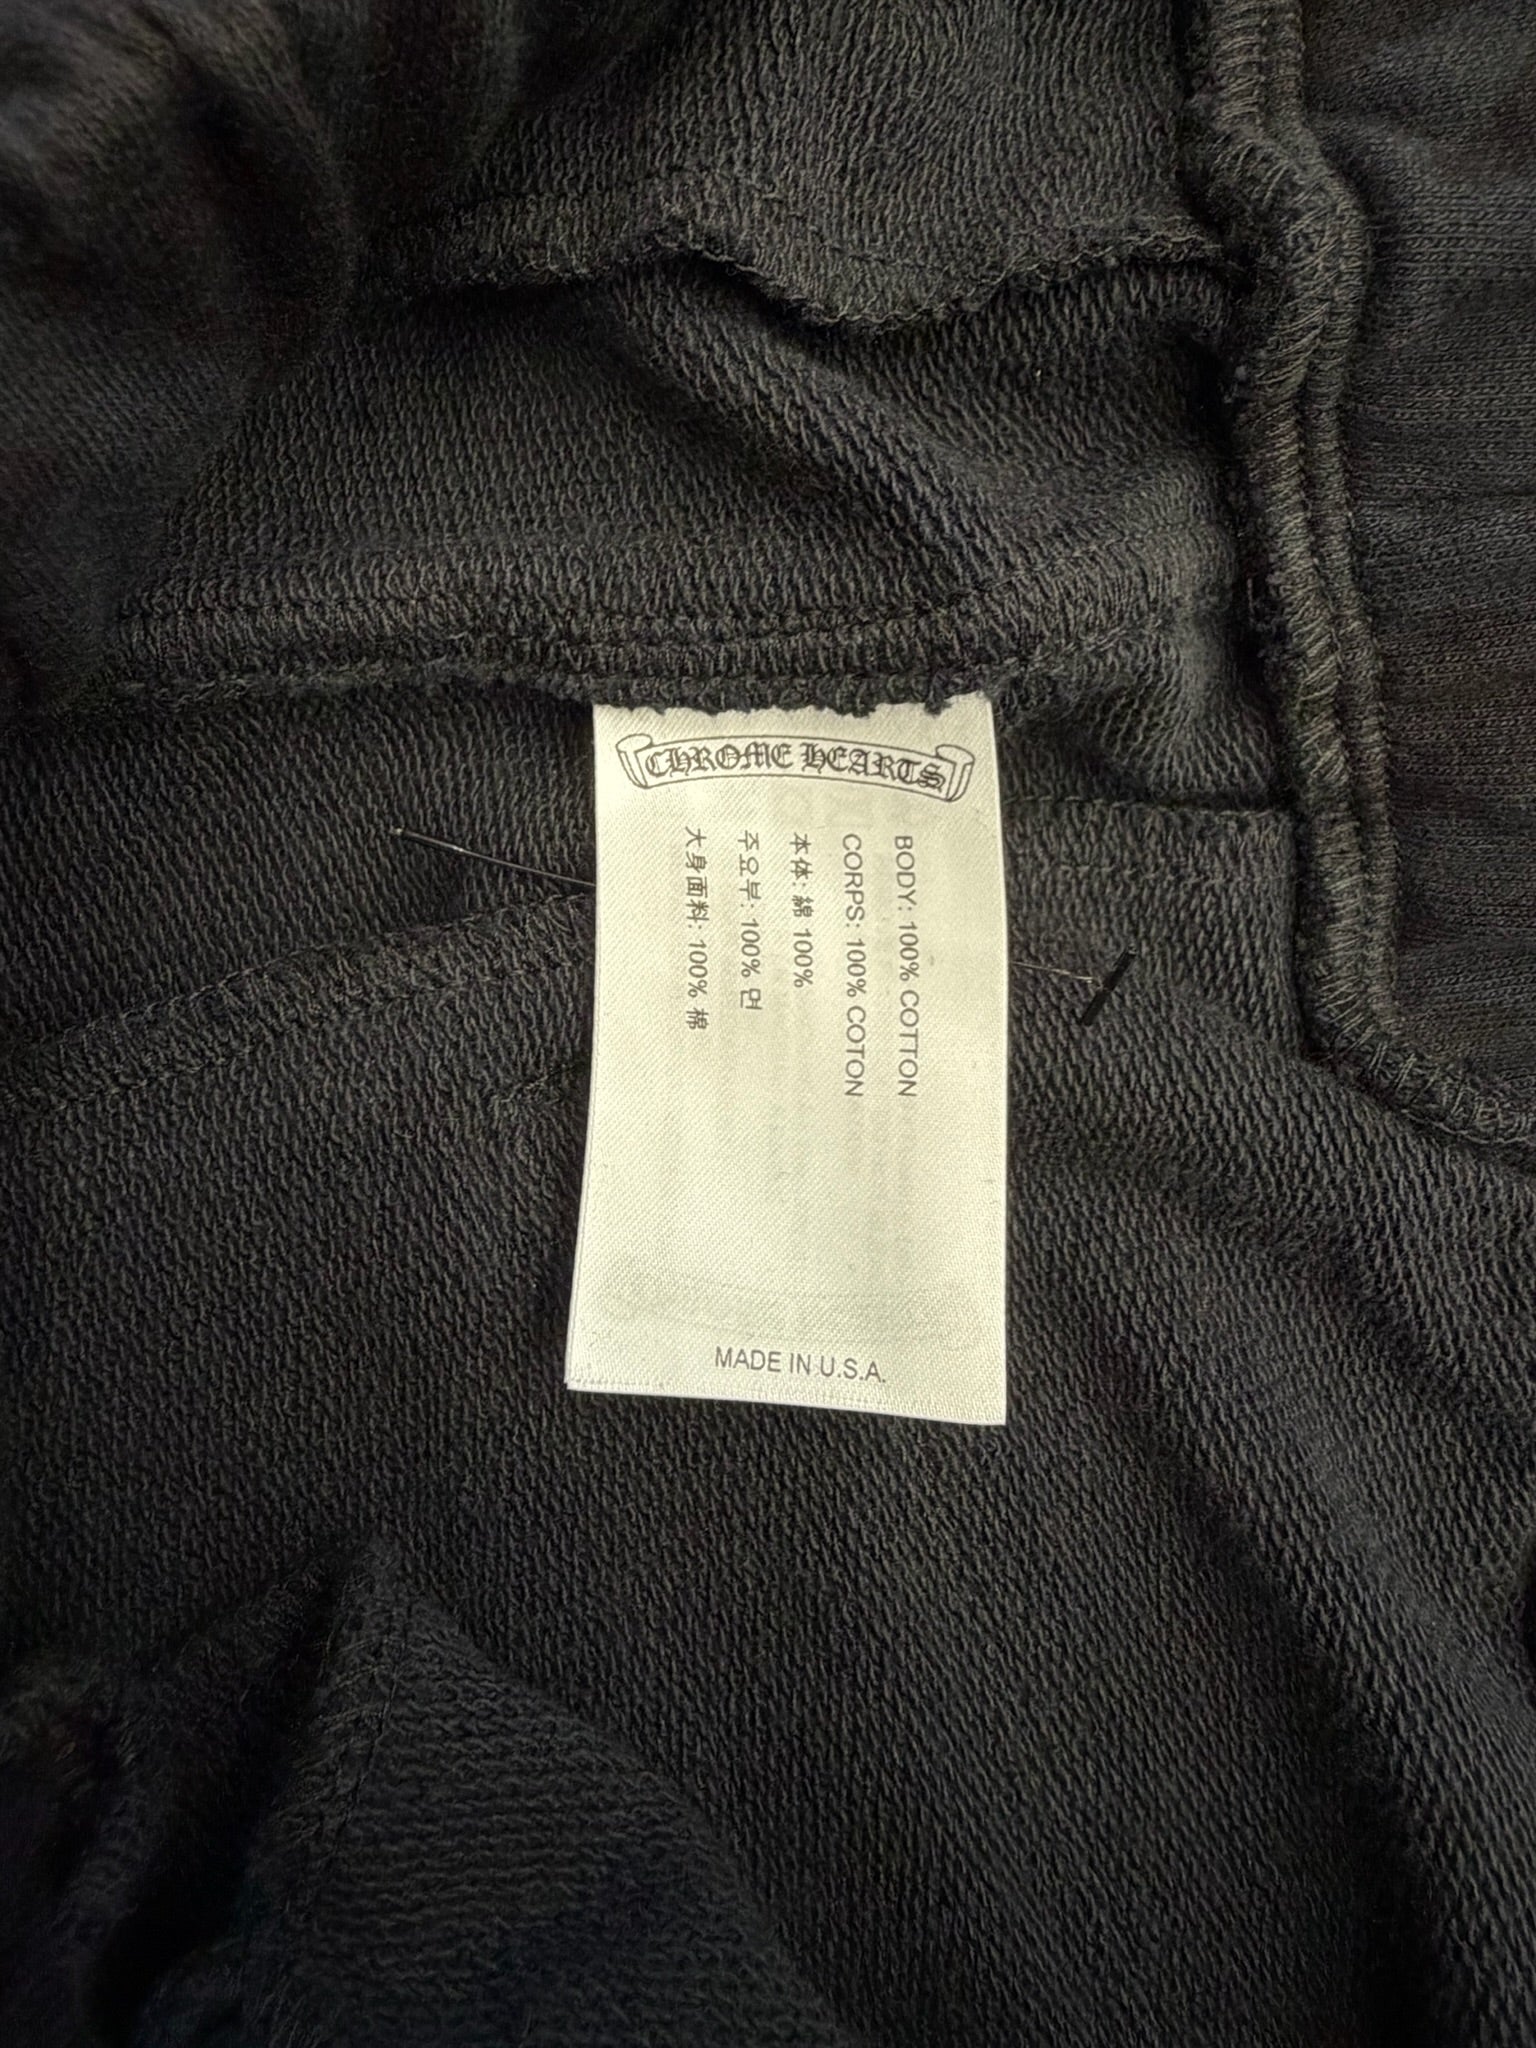 CHROME HEARTS
BODY: 100% COTTON
CORPS: 100% COTON
本体: 綿 100%
주요부: 100% 면
大身面料: 100% 棉
MADE IN U.S.A.